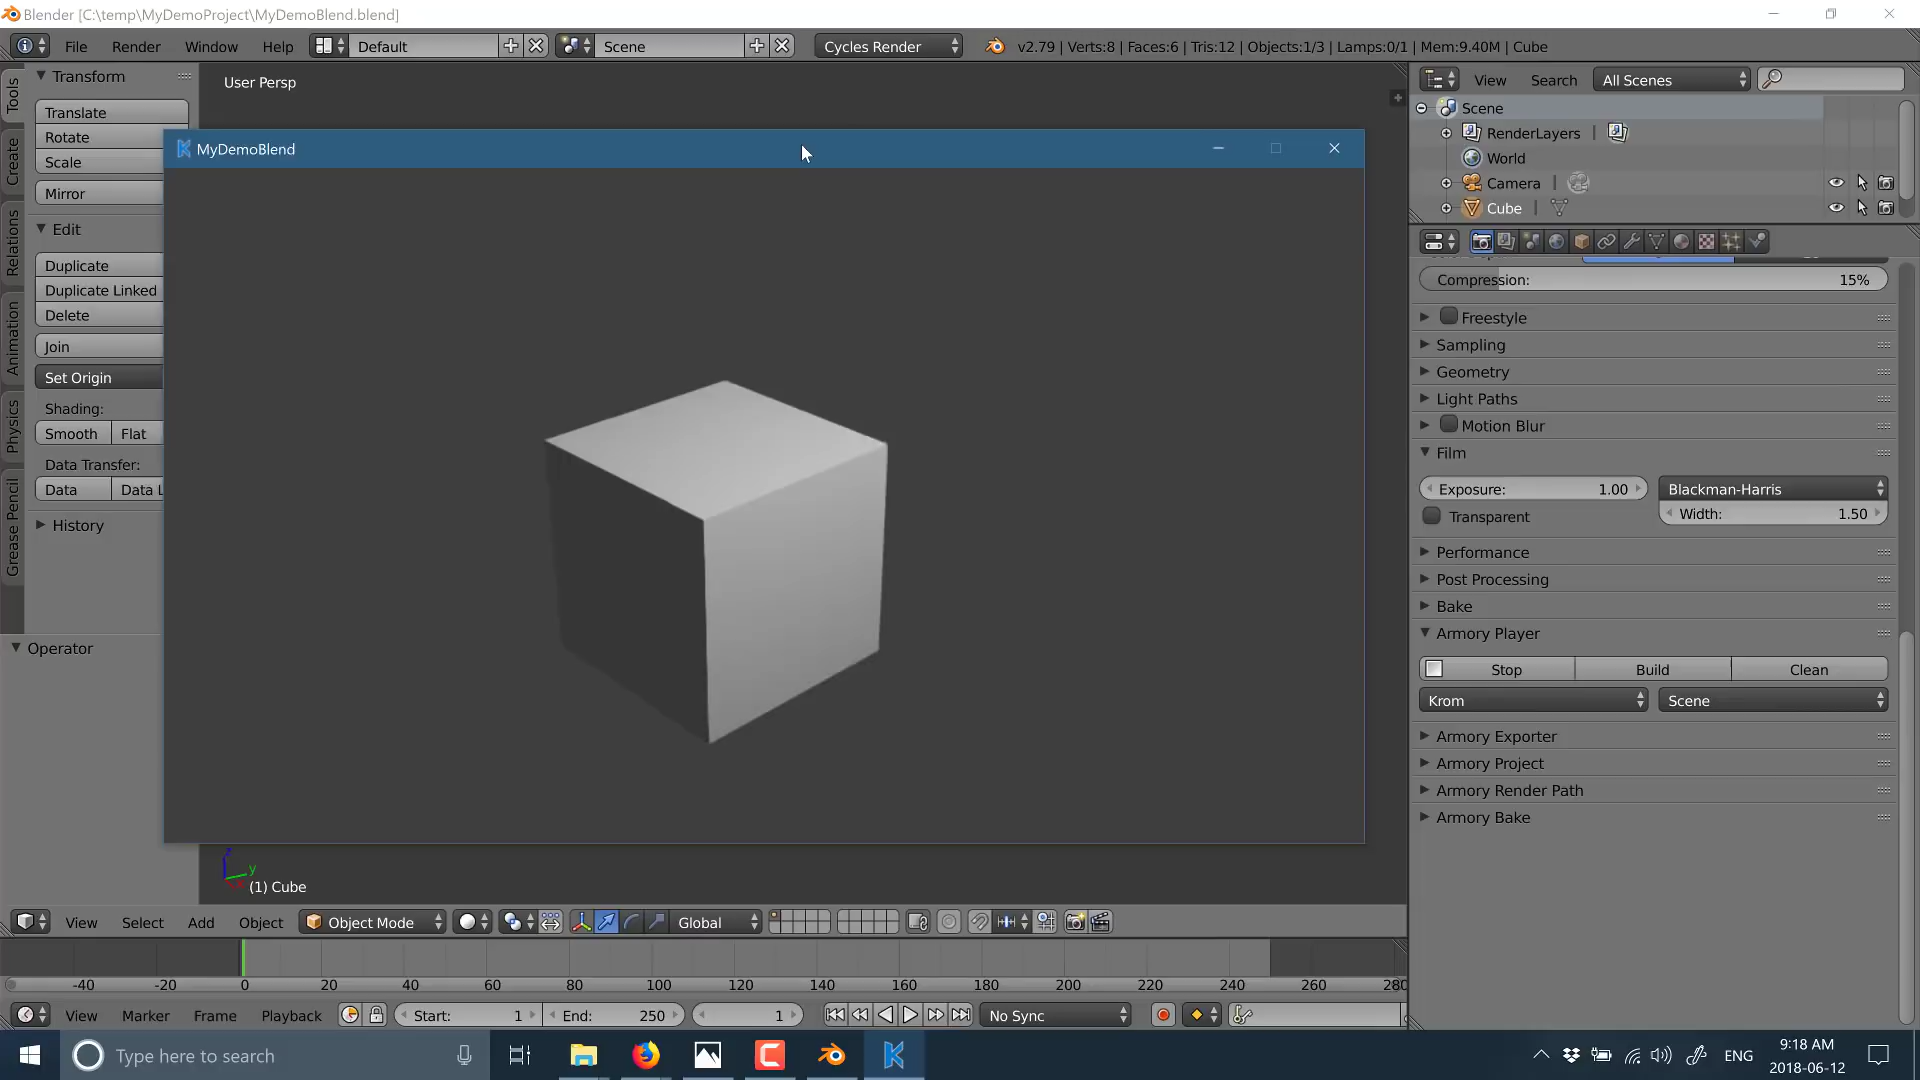 Blender [C:\temp\MyDemoProject\MyDemoBlend.blend]
File Render Window Help Default Scene Cycles Render v2.79 | Verts:8 | Faces:6 | Tris:12 | Objects:1/3 | Lamps:0/1 | Mem:9.40M | Cube
Tools
Create
Relations
Animation
Physics
Grease Pencil
Transform
Translate
Rotate
Scale
Mirror
Edit
Duplicate
Duplicate Linked
Delete
Join
Set Origin
Shading:
Smooth Flat
Data Transfer:
Data Data L
History
Operator
User Persp
MyDemoBlend
(1) Cube
View Select Add Object Object Mode Global
-40 -20 0 20 40 60 80 100 120 140 160 180 200 220 240 260 280
View Marker Frame Playback Start: 1 End: 250 1 No Sync
View Search All Scenes
Scene
RenderLayers |
World
Camera |
Cube |
Compression: 15%
Freestyle
Sampling
Geometry
Light Paths
Motion Blur
Film
Exposure: 1.00 Blackman-Harris
Transparent Width: 1.50
Performance
Post Processing
Bake
Armory Player
Stop Build Clean
Krom Scene
Armory Exporter
Armory Project
Armory Render Path
Armory Bake
Type here to search
ENG
9:18 AM
2018-06-12